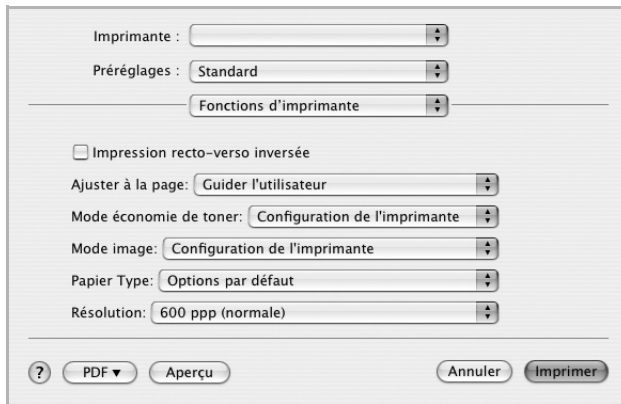 Imprimante :
Préréglages : Standard
Fonctions d'imprimante
Impression recto-verso inversée
Ajuster à la page: Guider l'utilisateur
Mode économie de toner: Configuration de l'imprimante
Mode image: Configuration de l'imprimante
Papier Type: Options par défaut
Résolution: 600 ppp (normale)
? PDF ▼ Aperçu Annuler Imprimer